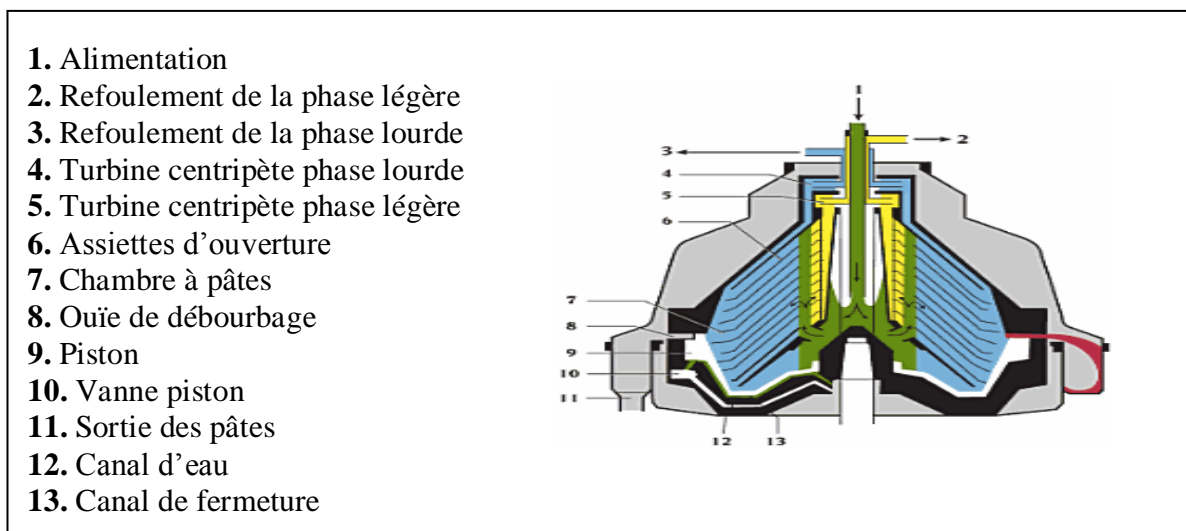 1. Alimentation
2. Refoulement de la phase légère
3. Refoulement de la phase lourde
4. Turbine centripète phase lourde
5. Turbine centripète phase légère
6. Assiettes d’ouverture
7. Chambre à pâtes
8. Ouïe de débourbage
9. Piston
10. Vanne piston
11. Sortie des pâtes
12. Canal d’eau
13. Canal de fermeture
1
2
3
4
5
6
7
8
9
10
11
12 13